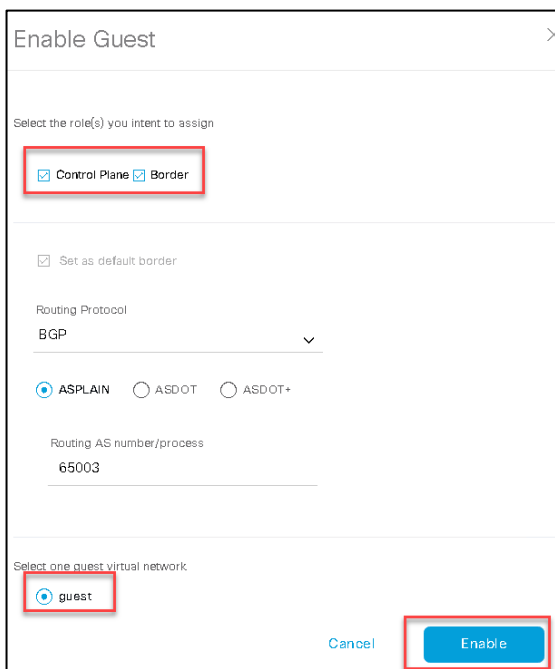 Enable Guest
Select the role(s) you intent to assign
Control Plane Border
Set as default border
Routing Protocol
BGP
ASPLAIN ASDOT ASDOT+
Routing AS number/process
65003
Select one guest virtual network
guest
Cancel Enable